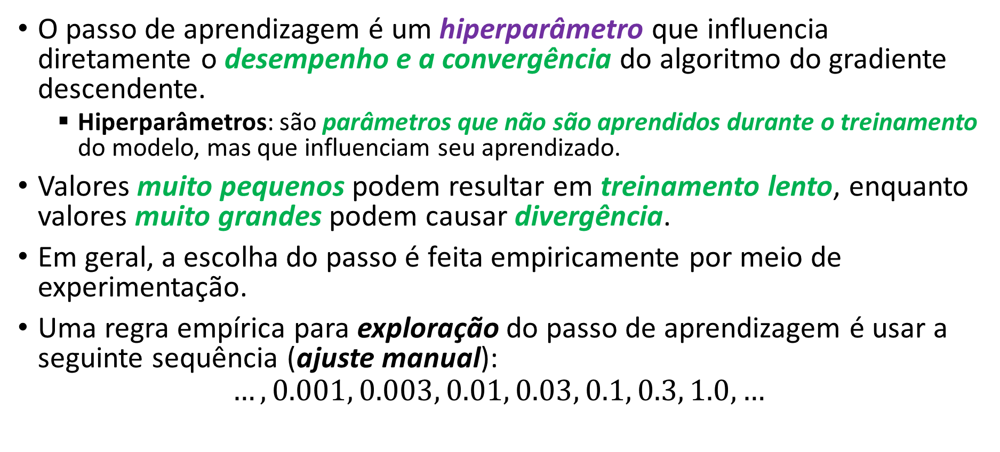 • O passo de aprendizagem é um hiperparâmetro que influencia
diretamente o desempenho e a convergência do algoritmo do gradiente
descendente.
▪ Hiperparâmetros: são parâmetros que não são aprendidos durante o treinamento
do modelo, mas que influenciam seu aprendizado.
• Valores muito pequenos podem resultar em treinamento lento, enquanto
valores muito grandes podem causar divergência.
• Em geral, a escolha do passo é feita empiricamente por meio de
experimentação.
• Uma regra empírica para exploração do passo de aprendizagem é usar a
seguinte sequência (ajuste manual):
… , 0.001, 0.003, 0.01, 0.03, 0.1, 0.3, 1.0, …